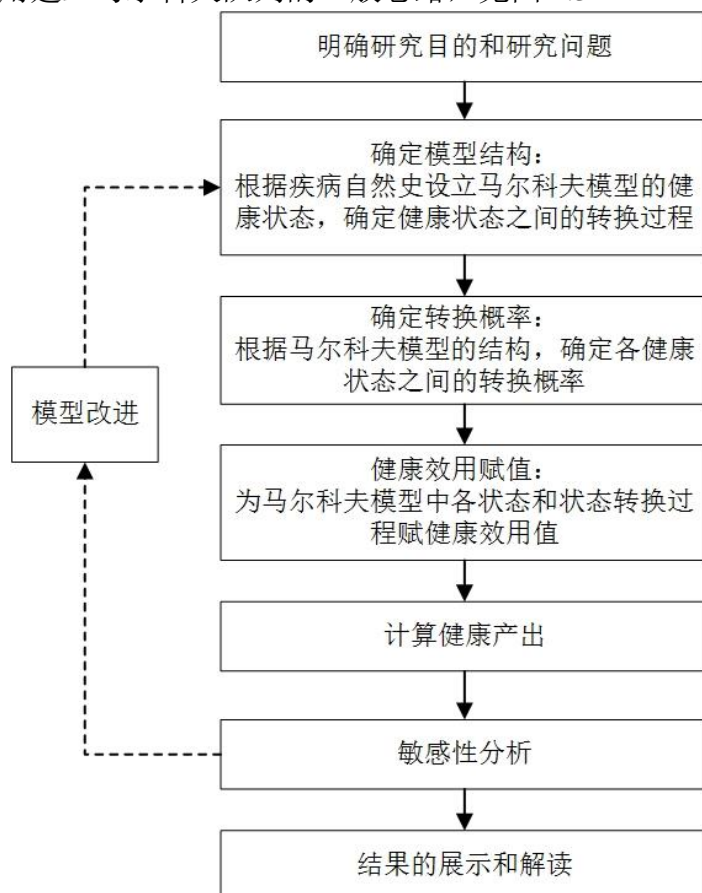 明确研究目的和研究问题
确定模型结构：
根据疾病自然史设立马尔科夫模型的健
康状态，确定健康状态之间的转换过程
确定转换概率：
根据马尔科夫模型的结构，确定各健康
状态之间的转换概率
模型改进
健康效用赋值：
为马尔科夫模型中各状态和状态转换过
程赋健康效用值
计算健康产出
敏感性分析
结果的展示和解读